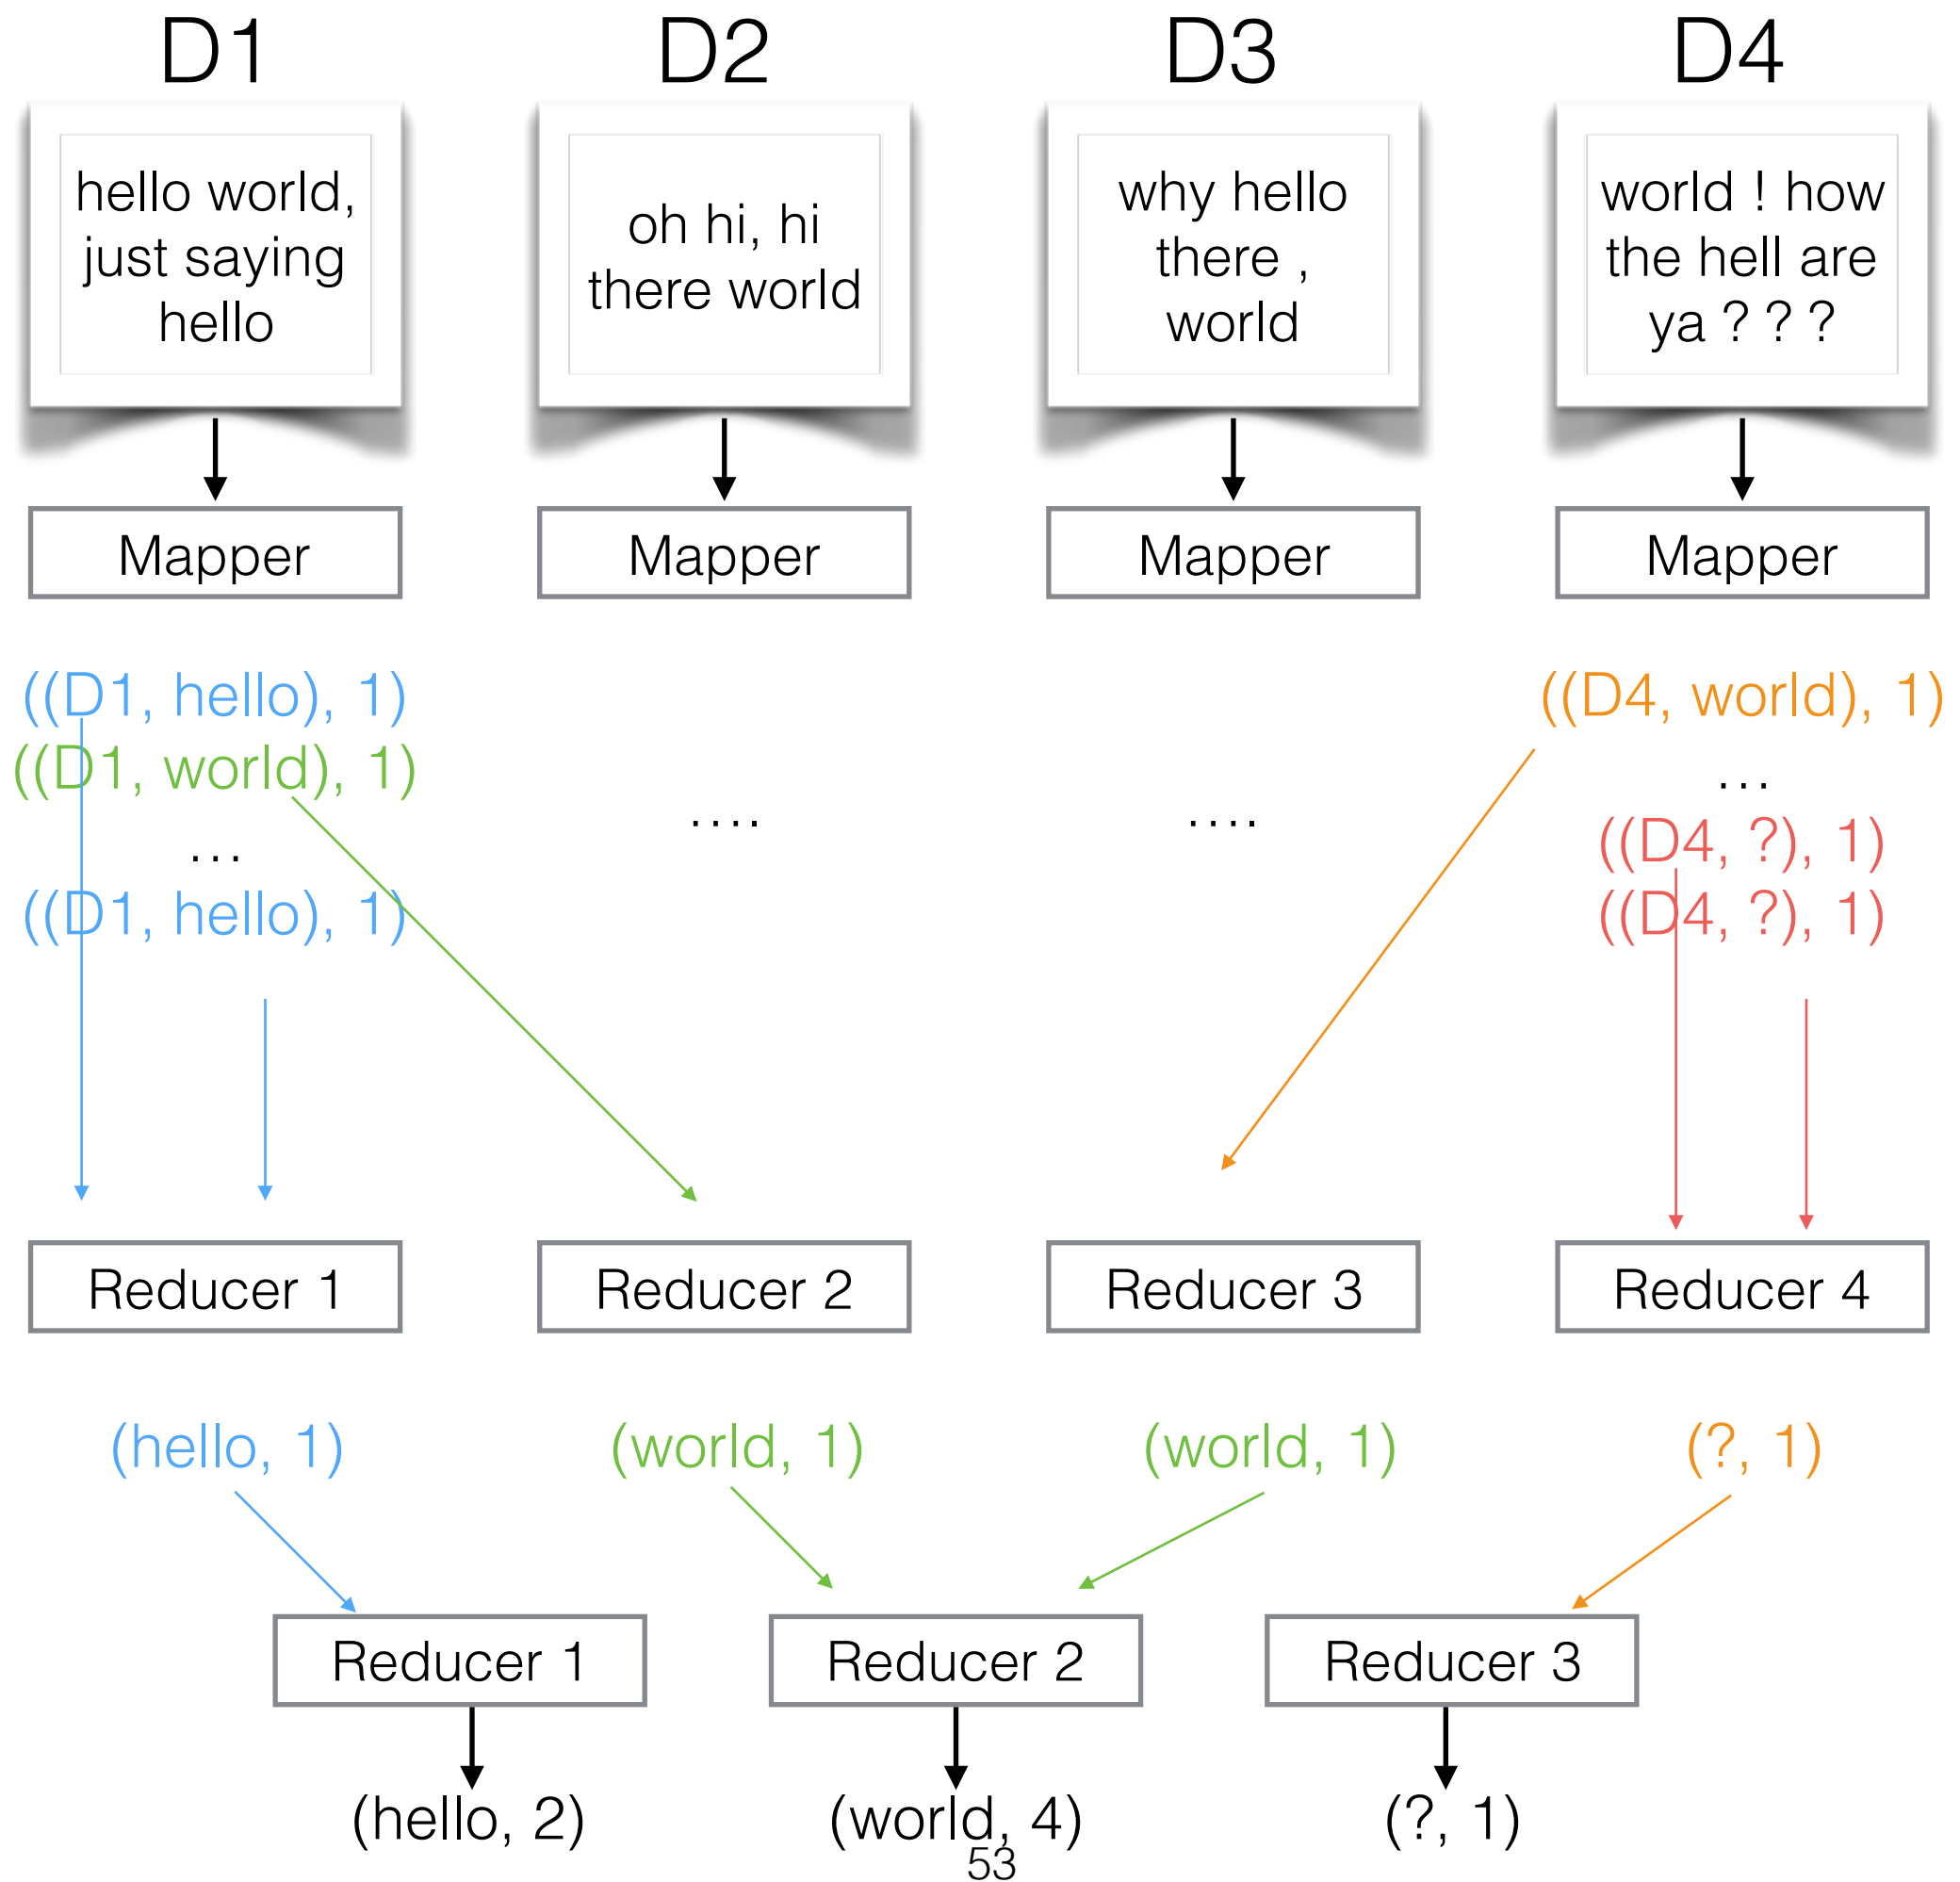 D1
D2
D3
D4
hello world,
just saying
hello
oh hi, hi
there world
why hello
there ,
world
world ! how
the hell are
ya ? ? ?
Mapper
Mapper
Mapper
Mapper
((D1, hello), 1)
((D1, world), 1)
...
((D1, hello), 1)
....
....
((D4, world), 1)
...
((D4, ?), 1)
((D4, ?), 1)
Reducer 1
Reducer 2
Reducer 3
Reducer 4
(hello, 1)
(world, 1)
(world, 1)
(?, 1)
Reducer 1
Reducer 2
Reducer 3
(hello, 2)
(world, 4)
(?, 1)
53